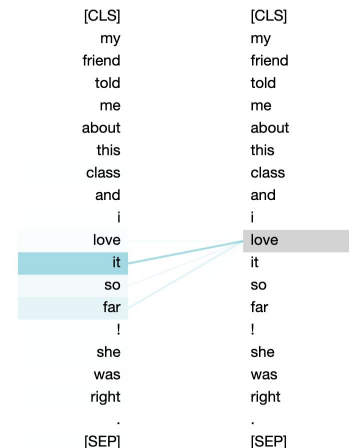 [CLS] [CLS]
my my
friend friend
told told
me me
about about
this this
class class
and and
i i
love love
it it
so so
far far
! !
she she
was was
right right
. .
[SEP] [SEP]